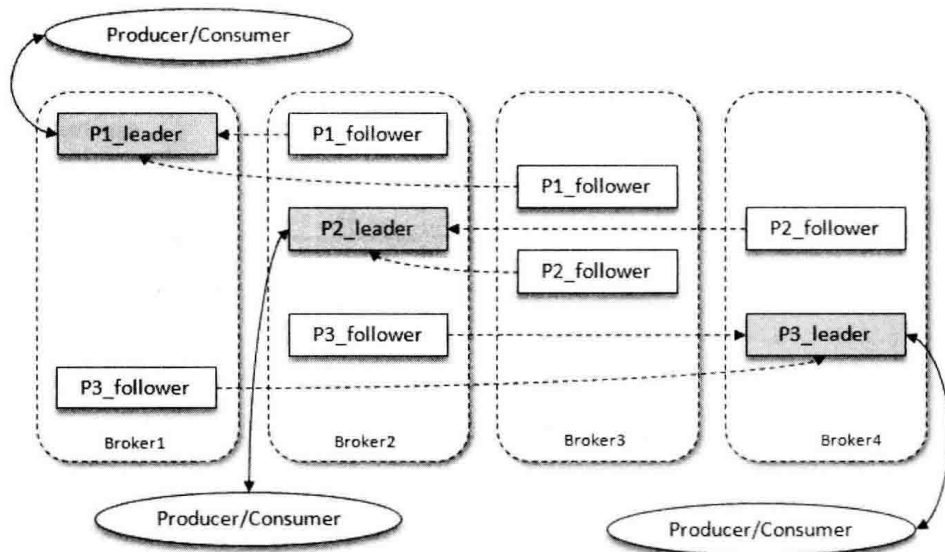 Producer/Consumer
P1_leader
P1_follower
P1_follower
P2_leader
P2_follower
P2_follower
P3_follower
P3_leader
P3_follower
Broker1
Broker2
Broker3
Broker4
Producer/Consumer
Producer/Consumer